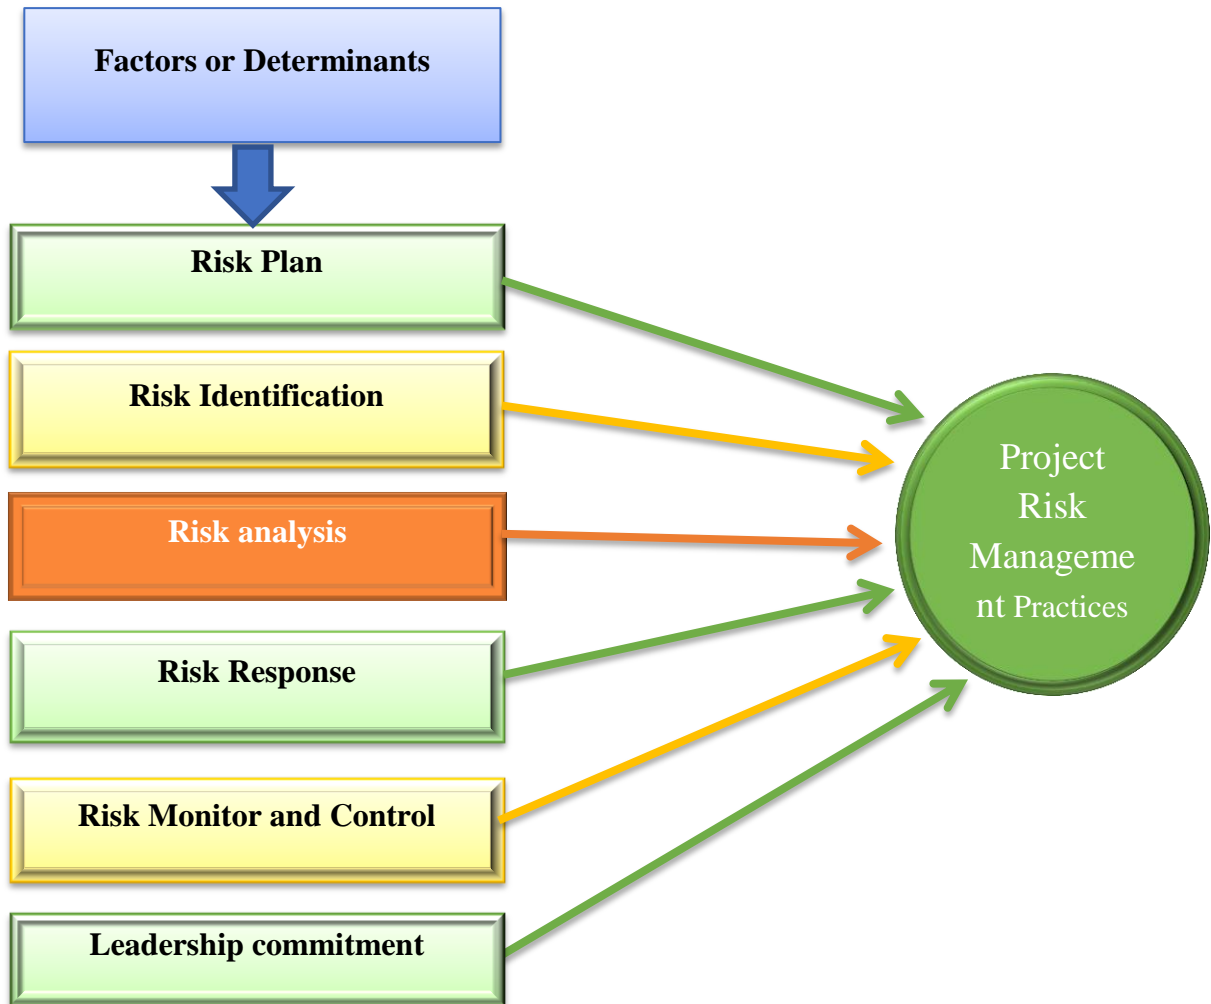 Factors or Determinants
Risk Plan
Risk Identification
Risk analysis
Risk Response
Risk Monitor and Control
Leadership commitment
Project
Risk
Manageme
nt Practices